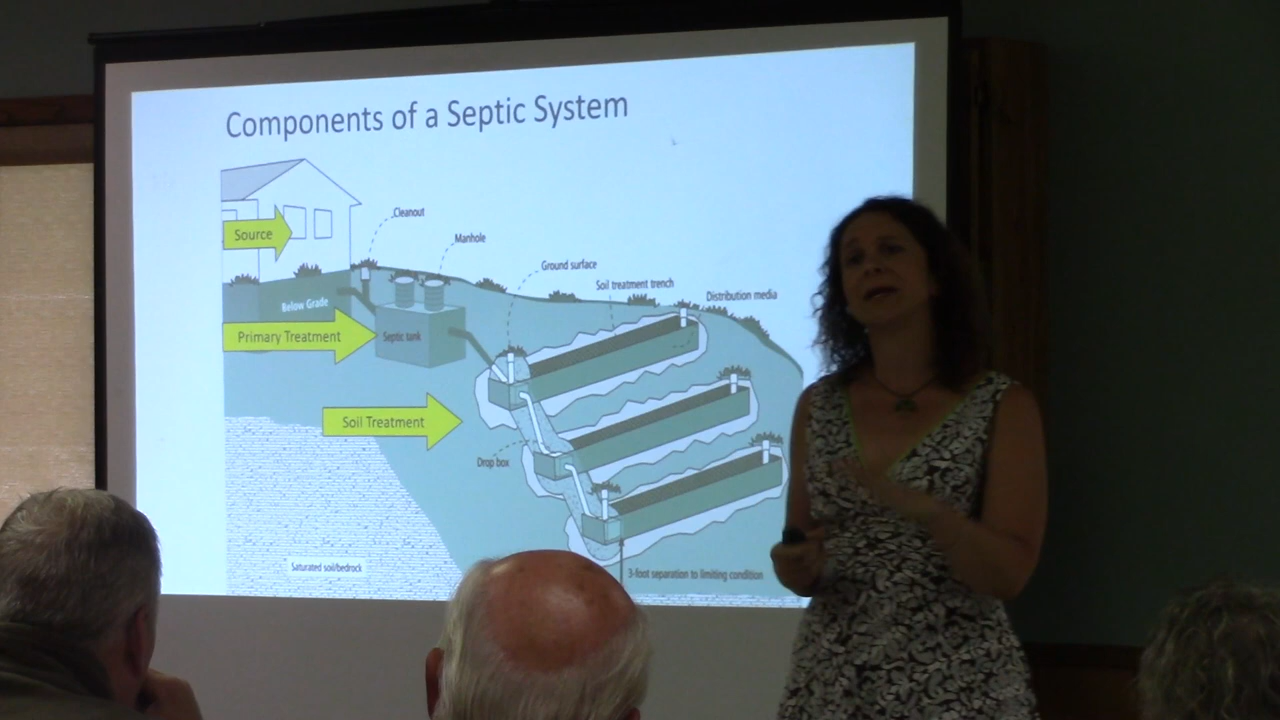 Components of a Septic System
Cleanout
Source
Manhole
Ground surface
Soil treatment trench
Distribution media
Below Grade
Primary Treatment
Septic tank
Soil Treatment
Drop box
Saturated soil/bedrock
3-foot separation to limiting condition